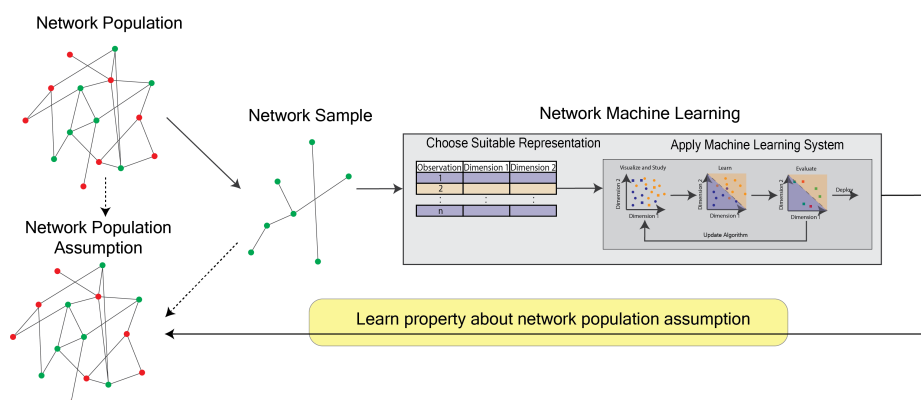 Network Population
Network Sample
Network Machine Learning
Choose Suitable Representation
Apply Machine Learning System
Observation Dimension 1 Dimension 2
1
2
: : :
n
Visualize and Study
Learn
Evaluate
Dimension 2
Dimension 1
Dimension 2
Dimension 1
Dimension 2
Dimension 1
Deploy
Update Algorithm
Network Population
Assumption
Learn property about network population assumption